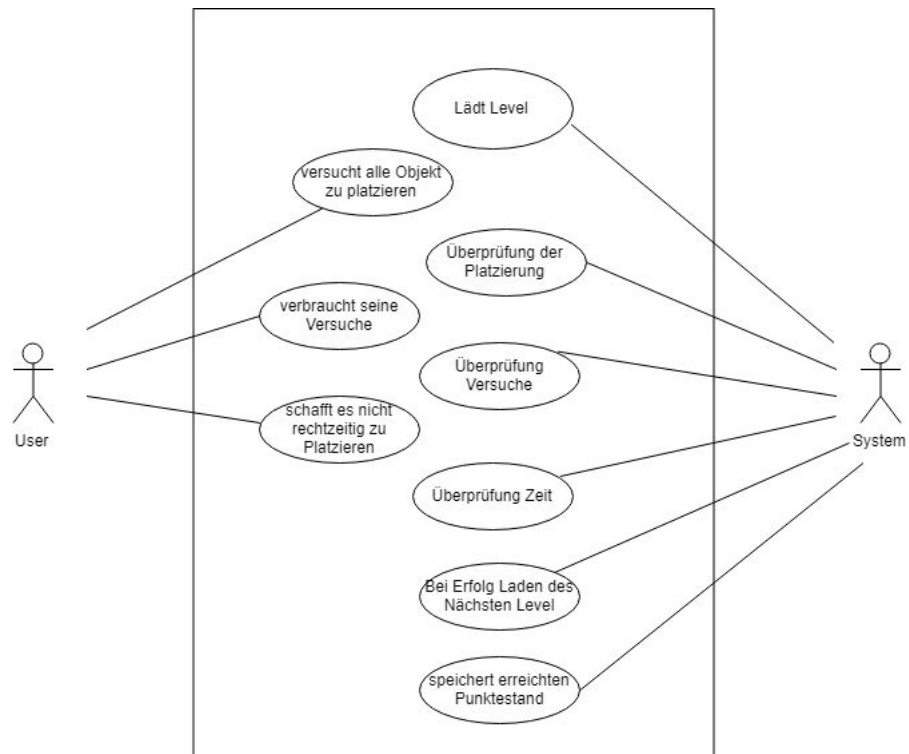 Lädt Level
versucht alle Objekt
zu platzieren
Überprüfung der
Platzierung
verbraucht seine
Versuche
Überprüfung
Versuche
schafft es nicht
rechtzeitig zu
Platzieren
User
System
Überprüfung Zeit
Bei Erfolg Laden des
Nächsten Level
speichert erreichten
Punktestand